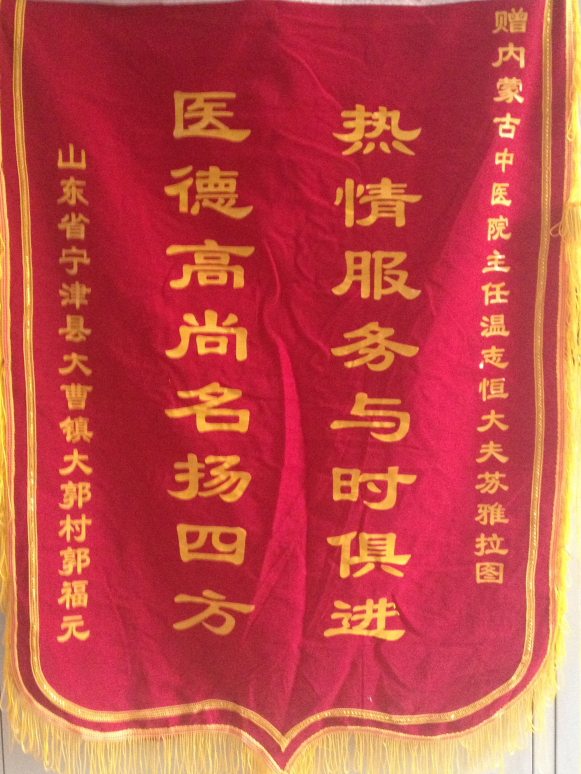 赠内蒙古中医院主任温志恒大夫苏雅拉图
热情服务与时俱进
医德高尚名扬四方
山东省宁津县大曹镇大郭村郭福元